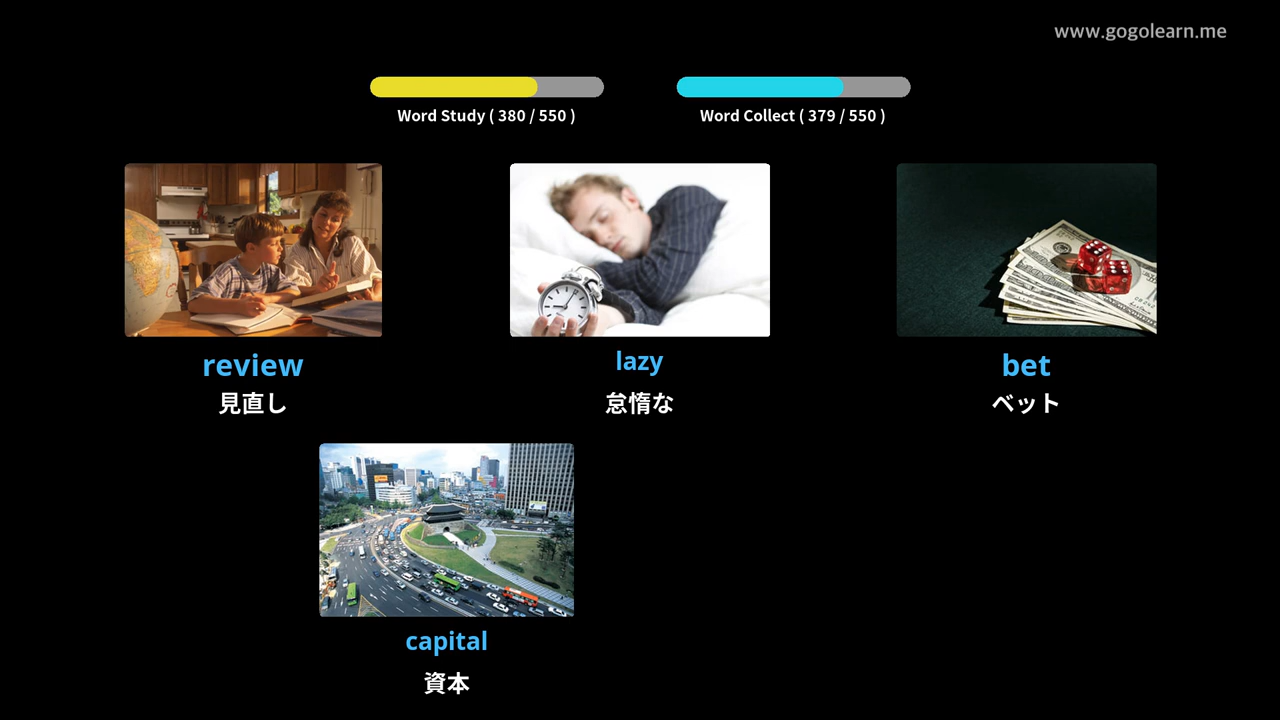 www.gogolearn.me
Word Study ( 380 / 550 )
Word Collect ( 379 / 550 )
review
見直し
lazy
怠惰な
bet
ベット
capital
資本